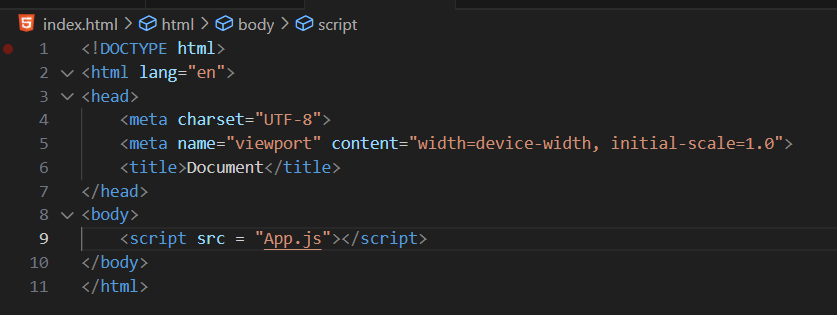 index.html > html > body > script
1 <!DOCTYPE html>
2 <html lang="en">
3 <head>
4     <meta charset="UTF-8">
5     <meta name="viewport" content="width=device-width, initial-scale=1.0">
6     <title>Document</title>
7 </head>
8 <body>
9     <script src = "App.js"></script>
10 </body>
11 </html>